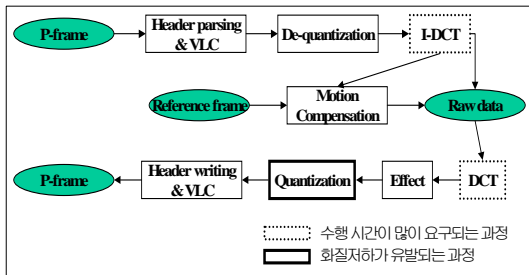 P-frame
Header parsing
& VLC
De-quantization
I-DCT
Reference frame
Motion
Compensation
Raw data
P-frame
Header writing
& VLC
Quantization
Effect
DCT
수행 시간이 많이 요구되는 과정
화질저하가 유발되는 과정